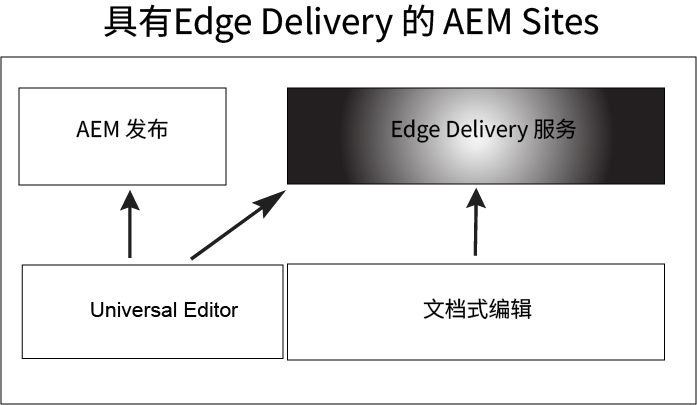 具有Edge Delivery 的 AEM Sites
AEM 发布
Edge Delivery 服务
Universal Editor
文档式编辑